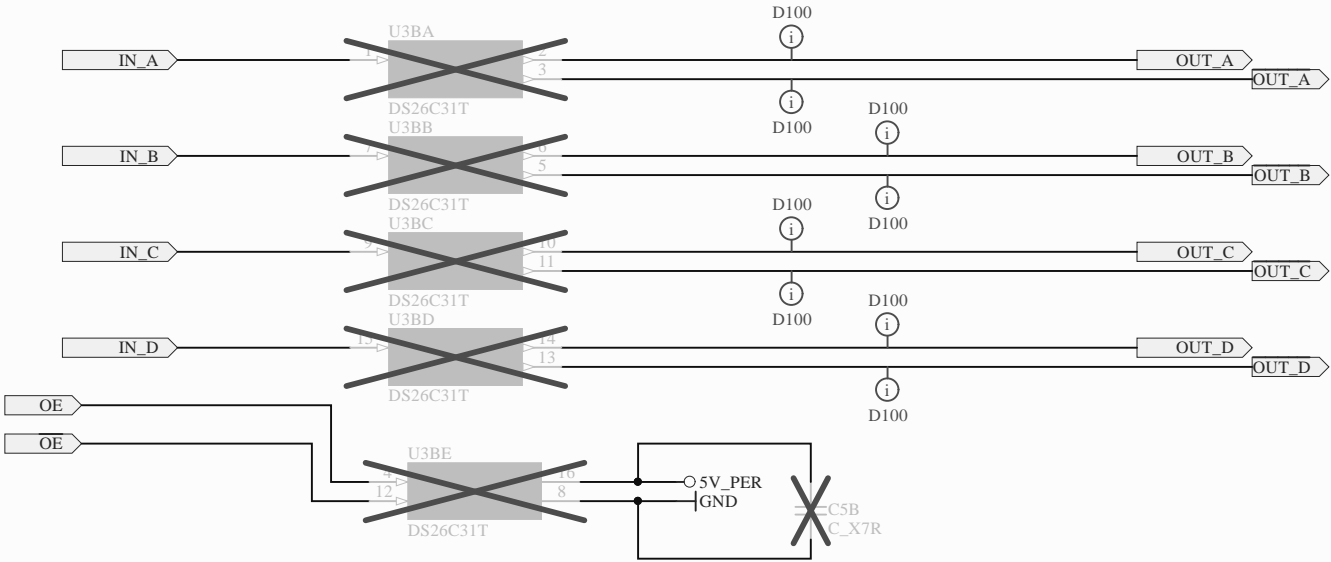 D100
U3BA
IN_A 1 2 i OUT_A
3 OUT_A
i
DS26C31T D100 D100
U3BB
IN_B 7 6 i OUT_B
5 OUT_B
i
DS26C31T D100 D100
U3BC
IN_C 9 10 i OUT_C
11 OUT_C
i
DS26C31T D100 D100
U3BD
IN_D 15 14 i OUT_D
13 OUT_D
i
DS26C31T D100
OE
OE
U3BE
4 16 5V_PER
12 8 GND
C5B
DS26C31T C_X7R